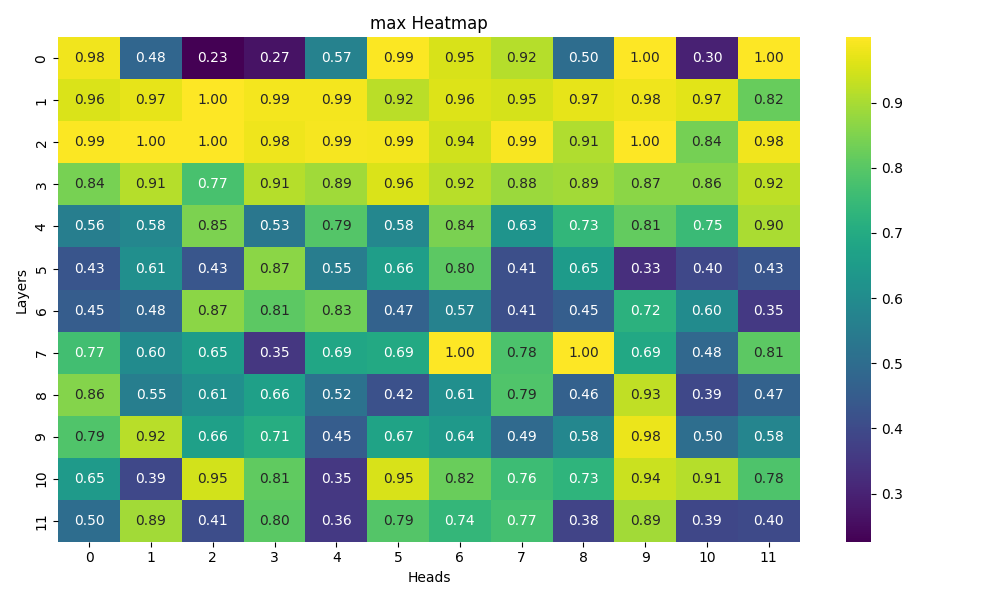 max Heatmap
0 0.98 0.48 0.23 0.27 0.57 0.99 0.95 0.92 0.50 1.00 0.30 1.00
1 0.96 0.97 1.00 0.99 0.99 0.92 0.96 0.95 0.97 0.98 0.97 0.82
2 0.99 1.00 1.00 0.98 0.99 0.99 0.94 0.99 0.91 1.00 0.84 0.98
3 0.84 0.91 0.77 0.91 0.89 0.96 0.92 0.88 0.89 0.87 0.86 0.92
4 0.56 0.58 0.85 0.53 0.79 0.58 0.84 0.63 0.73 0.81 0.75 0.90
5 0.43 0.61 0.43 0.87 0.55 0.66 0.80 0.41 0.65 0.33 0.40 0.43
6 0.45 0.48 0.87 0.81 0.83 0.47 0.57 0.41 0.45 0.72 0.60 0.35
7 0.77 0.60 0.65 0.35 0.69 0.69 1.00 0.78 1.00 0.69 0.48 0.81
8 0.86 0.55 0.61 0.66 0.52 0.42 0.61 0.79 0.46 0.93 0.39 0.47
9 0.79 0.92 0.66 0.71 0.45 0.67 0.64 0.49 0.58 0.98 0.50 0.58
10 0.65 0.39 0.95 0.81 0.35 0.95 0.82 0.76 0.73 0.94 0.91 0.78
11 0.50 0.89 0.41 0.80 0.36 0.79 0.74 0.77 0.38 0.89 0.39 0.40
0 1 2 3 4 5 6 7 8 9 10 11
Heads
Layers
0.9
0.8
0.7
0.6
0.5
0.4
0.3